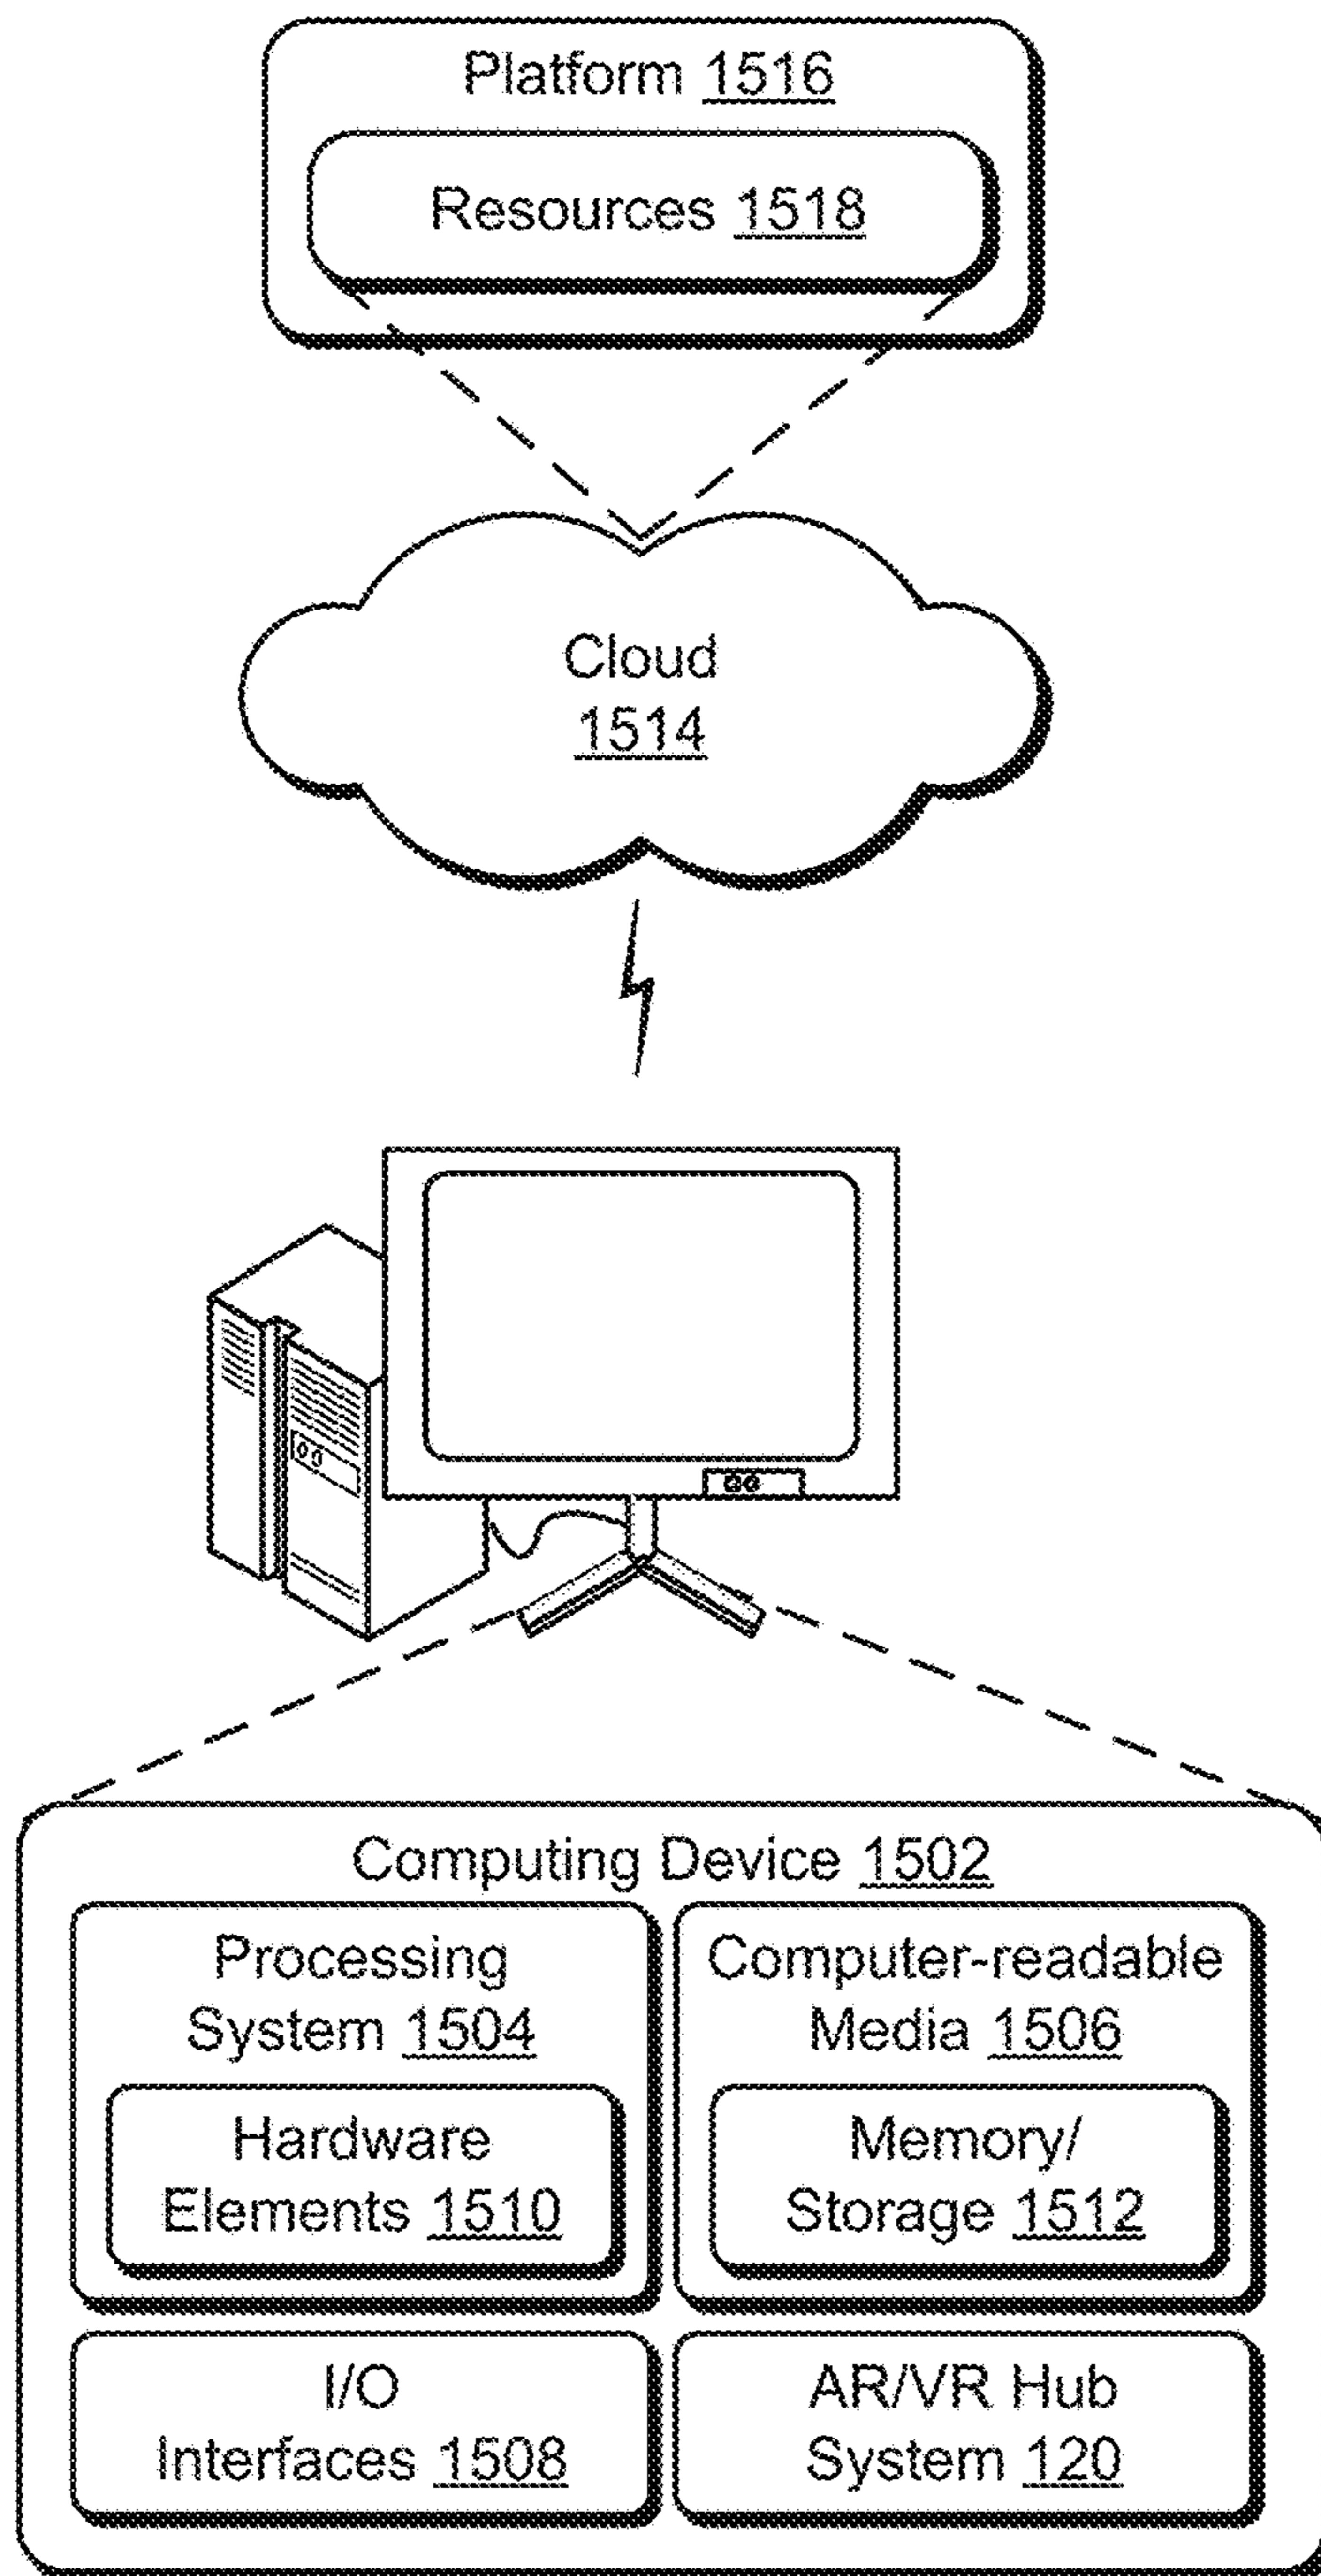 Platform 1516
Resources 1518
Cloud
1514
Computing Device 1502
Processing
System 1504
Hardware
Elements 1510
Computer-readable
Media 1506
Memory/
Storage 1512
I/O
Interfaces 1508
AR/VR Hub
System 120